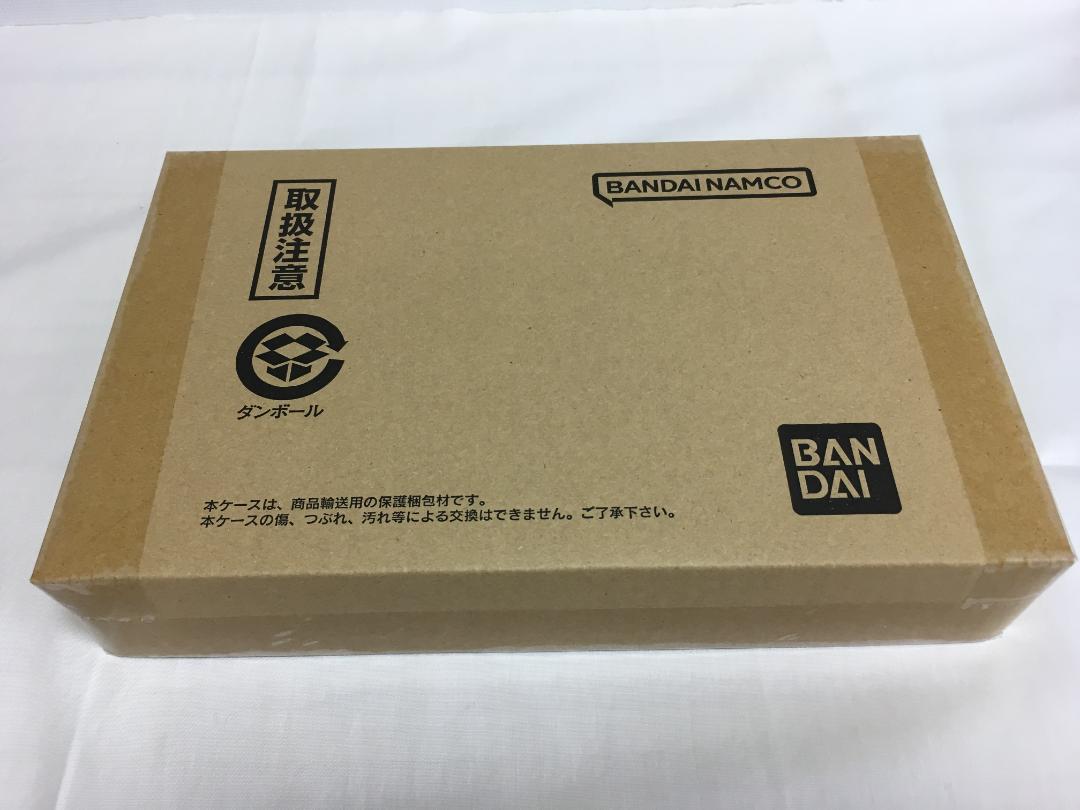 取扱注意
BANDAI NAMCO
ダンボール
BAN
DAI
本ケースは、商品輸送用の保護梱包材です。
本ケースの傷、つぶれ、汚れ等による交換はできません。ご了承下さい。